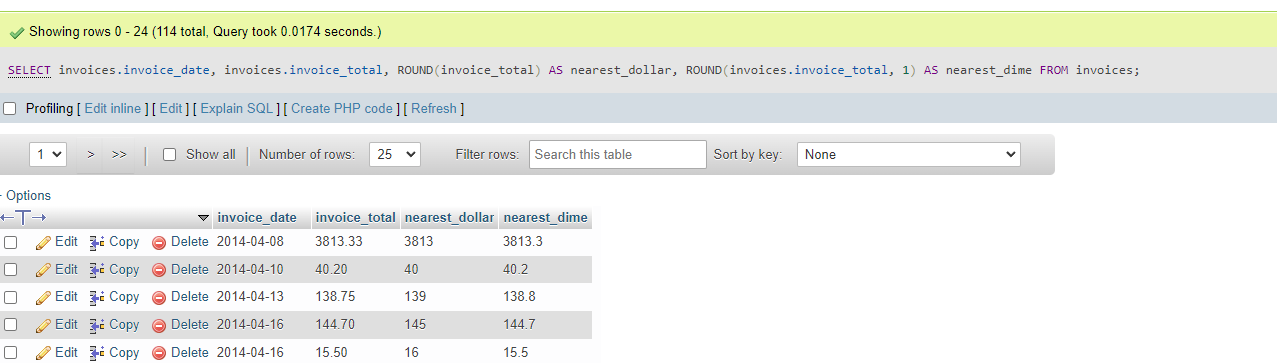 Showing rows 0 - 24 (114 total, Query took 0.0174 seconds.)
SELECT invoices.invoice_date, invoices.invoice_total, ROUND(invoice_total) AS nearest_dollar, ROUND(invoices.invoice_total, 1) AS nearest_dime FROM invoices;
Profiling [ Edit inline ] [ Edit ] [ Explain SQL ] [ Create PHP code ] [ Refresh ]
1 > >> Show all Number of rows: 25 Filter rows: Search this table Sort by key: None
Options
invoice_date invoice_total nearest_dollar nearest_dime
Edit Copy Delete 2014-04-08 3813.33 3813 3813.3
Edit Copy Delete 2014-04-10 40.20 40 40.2
Edit Copy Delete 2014-04-13 138.75 139 138.8
Edit Copy Delete 2014-04-16 144.70 145 144.7
Edit Copy Delete 2014-04-16 15.50 16 15.5